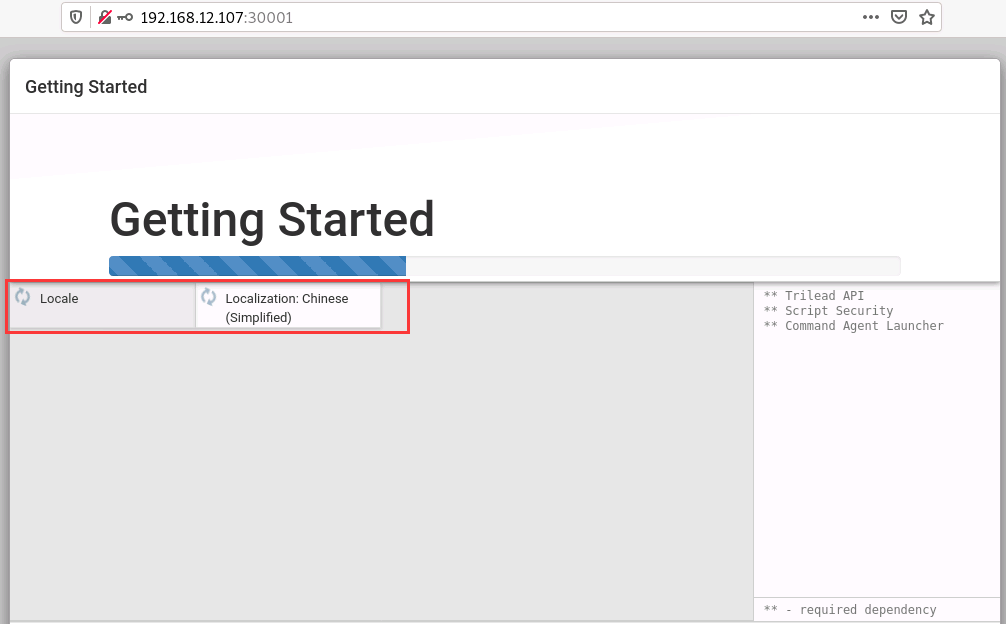 192.168.12.107:30001
Getting Started
Getting Started
Locale
Localization: Chinese
(Simplified)
** Trilead API
** Script Security
** Command Agent Launcher
** - required dependency